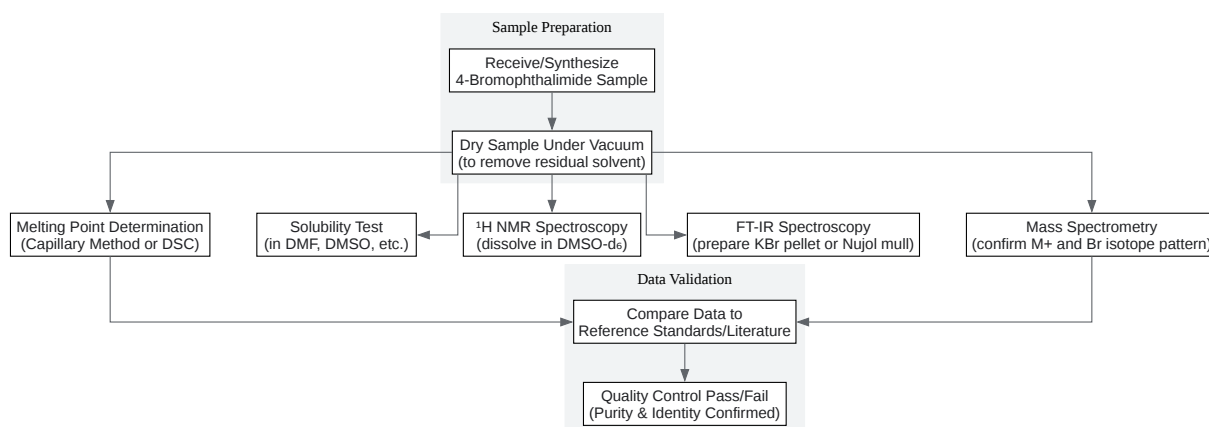 Sample Preparation
Receive/Synthesize
4-Bromophthalimide Sample
Dry Sample Under Vacuum
(to remove residual solvent)
Melting Point Determination
(Capillary Method or DSC)
Solubility Test
(in DMF, DMSO, etc.)
¹H NMR Spectroscopy
(dissolve in DMSO-d₆)
FT-IR Spectroscopy
(prepare KBr pellet or Nujol mull)
Mass Spectrometry
(confirm M+ and Br isotope pattern)
Data Validation
Compare Data to
Reference Standards/Literature
Quality Control Pass/Fail
(Purity & Identity Confirmed)